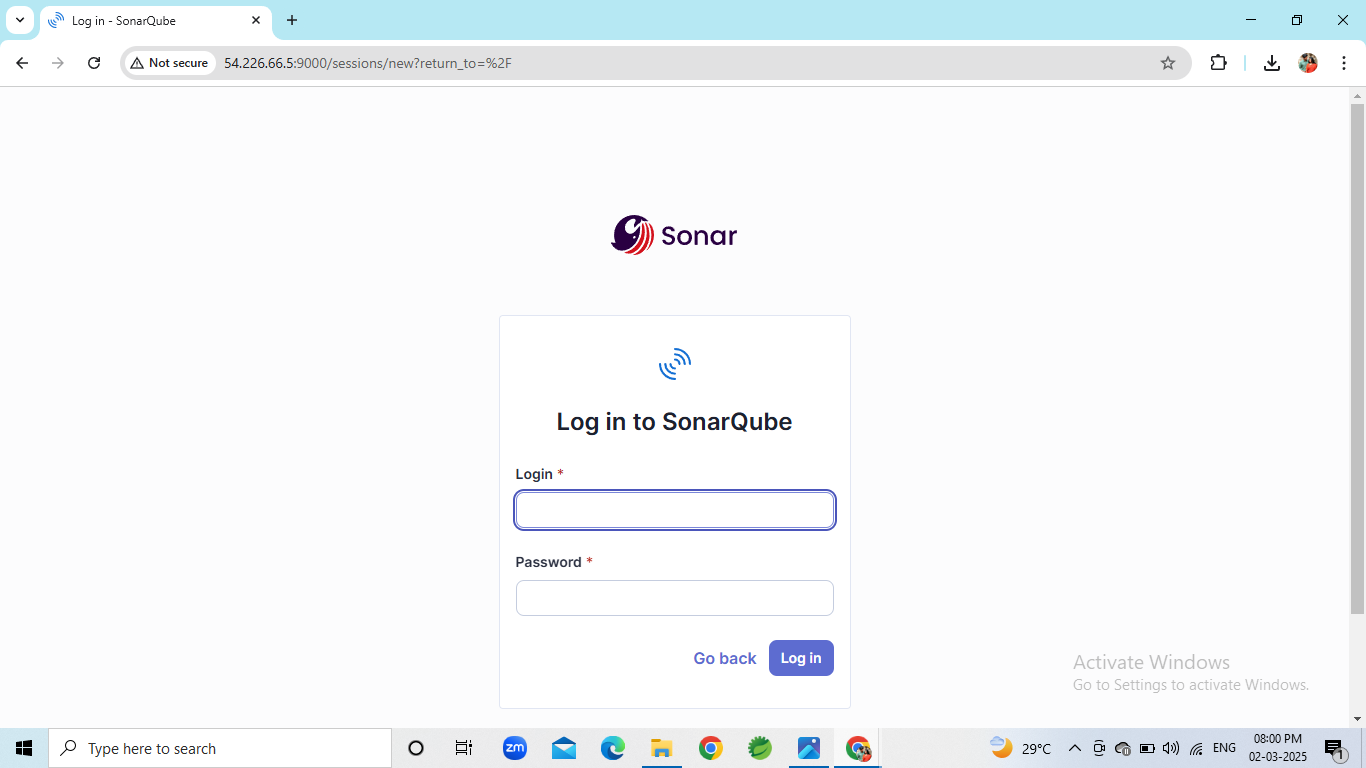 Log in - SonarQube
Not secure
54.226.66.5:9000/sessions/new?return_to=%2F
Sonar
Log in to SonarQube
Login *
Password *
Go back
Log in
Activate Windows
Go to Settings to activate Windows.
Type here to search
zm
29°C
ENG
08:00 PM
02-03-2025
1